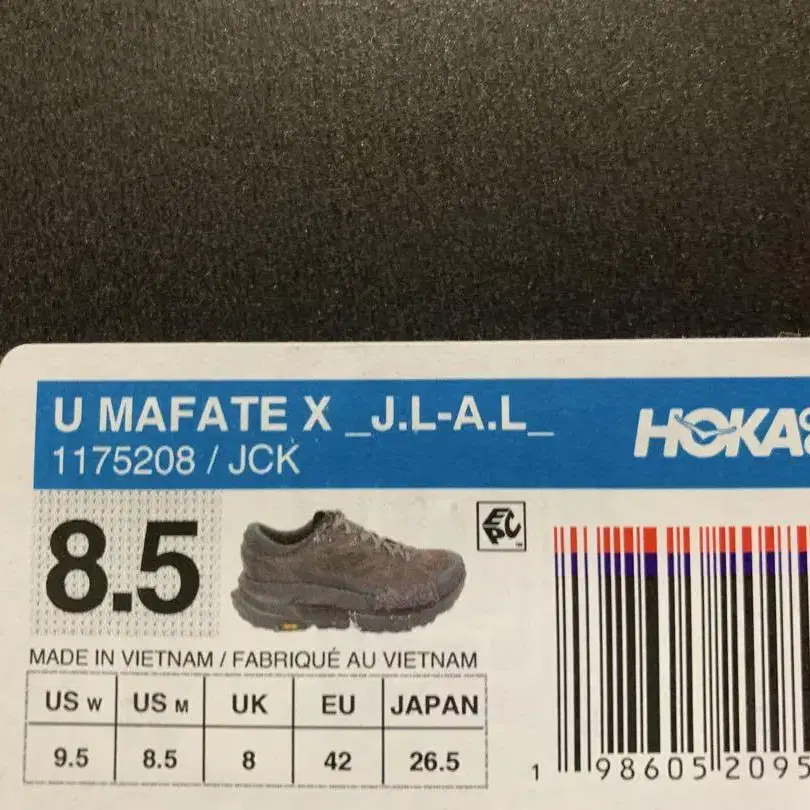 U MAFATE X _J.L-A.L_
1175208 / JCK
HOKA
8.5
EPC
MADE IN VIETNAM / FABRIQUÉ AU VIETNAM
US W US M UK EU JAPAN
9.5 8.5 8 42 26.5
1 98605 2095